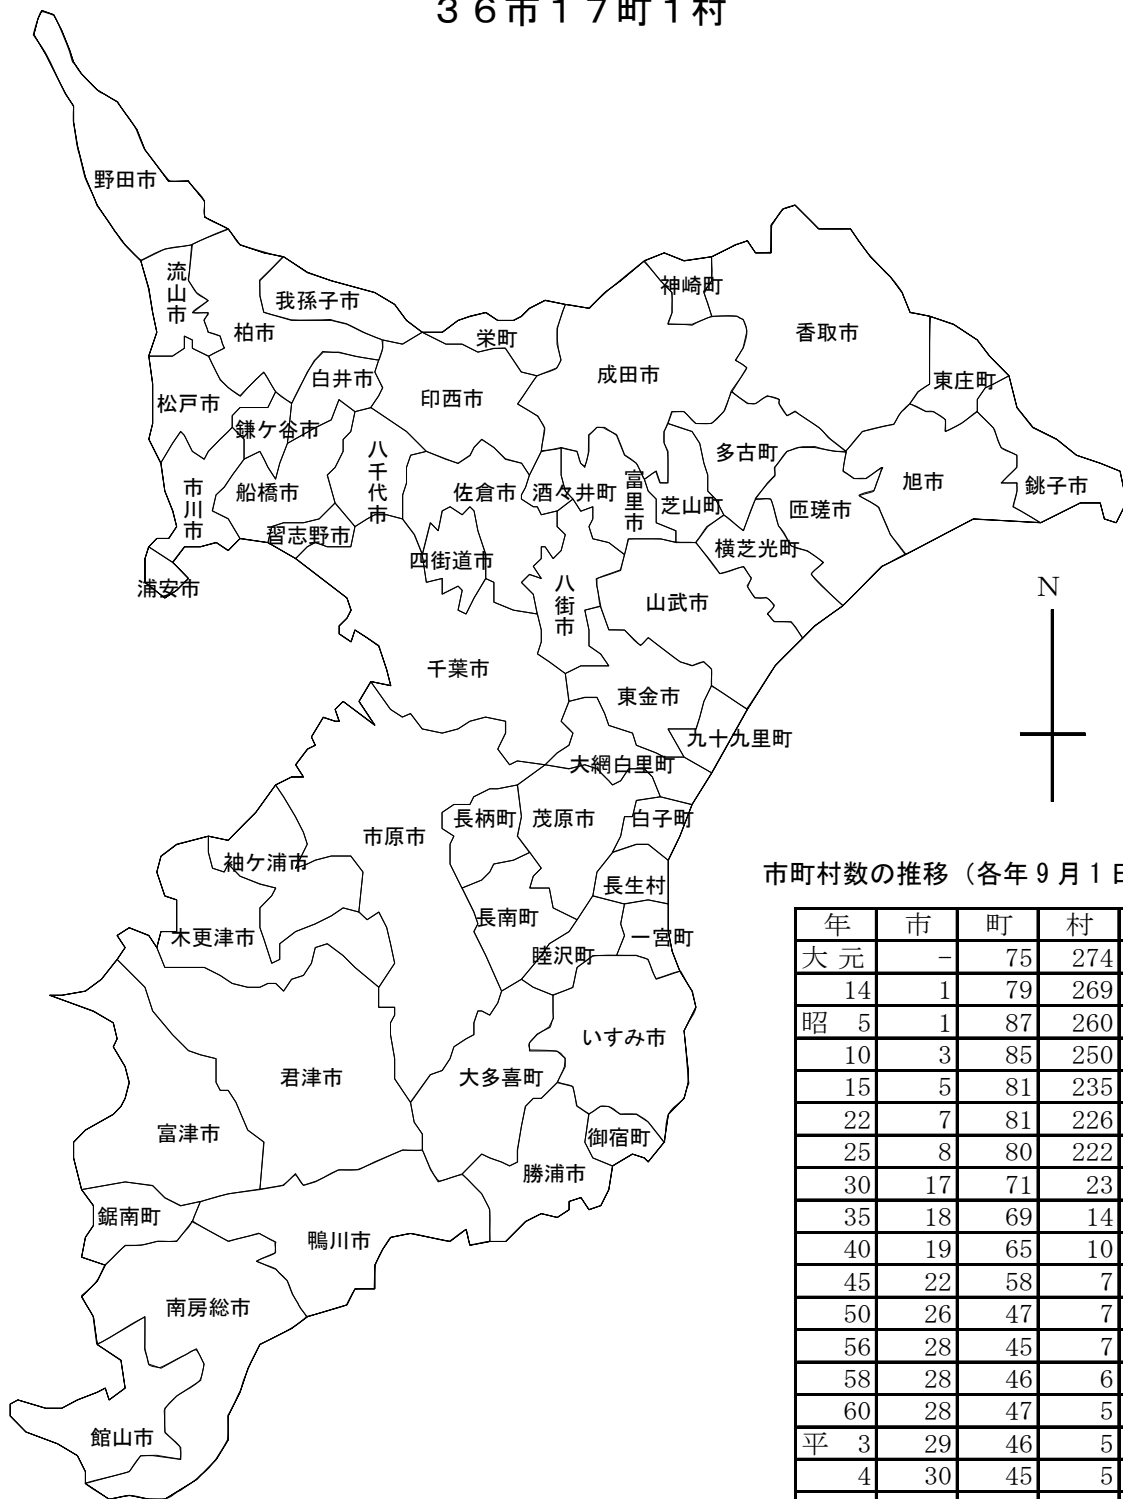 ３６市１７町１村
野田市
流山市
柏市
我孫子市
栄町
神崎町
香取市
成田市
東庄町
白井市
印西市
松戸市
鎌ケ谷市
八千代市
多古町
旭市
銚子市
市川市
船橋市
佐倉市
酒々井町
富里市
芝山町
匝瑳市
習志野市
四街道市
横芝光町
浦安市
八街市
山武市
N
千葉市
東金市
九十九里町
大網白里町
市原市
長柄町
茂原市
白子町
袖ケ浦市
長生村
長南町
木更津市
睦沢町
一宮町
いすみ市
君津市
大多喜町
富津市
御宿町
勝浦市
鋸南町
鴨川市
南房総市
館山市
市町村数の推移（各年９月１日
年 市 町 村
大 元 － 75 274
14 1 79 269
昭 5 1 87 260
10 3 85 250
15 5 81 235
22 7 81 226
25 8 80 222
30 17 71 23
35 18 69 14
40 19 65 10
45 22 58 7
50 26 47 7
56 28 45 7
58 28 46 6
60 28 47 5
平 3 29 46 5
4 30 45 5